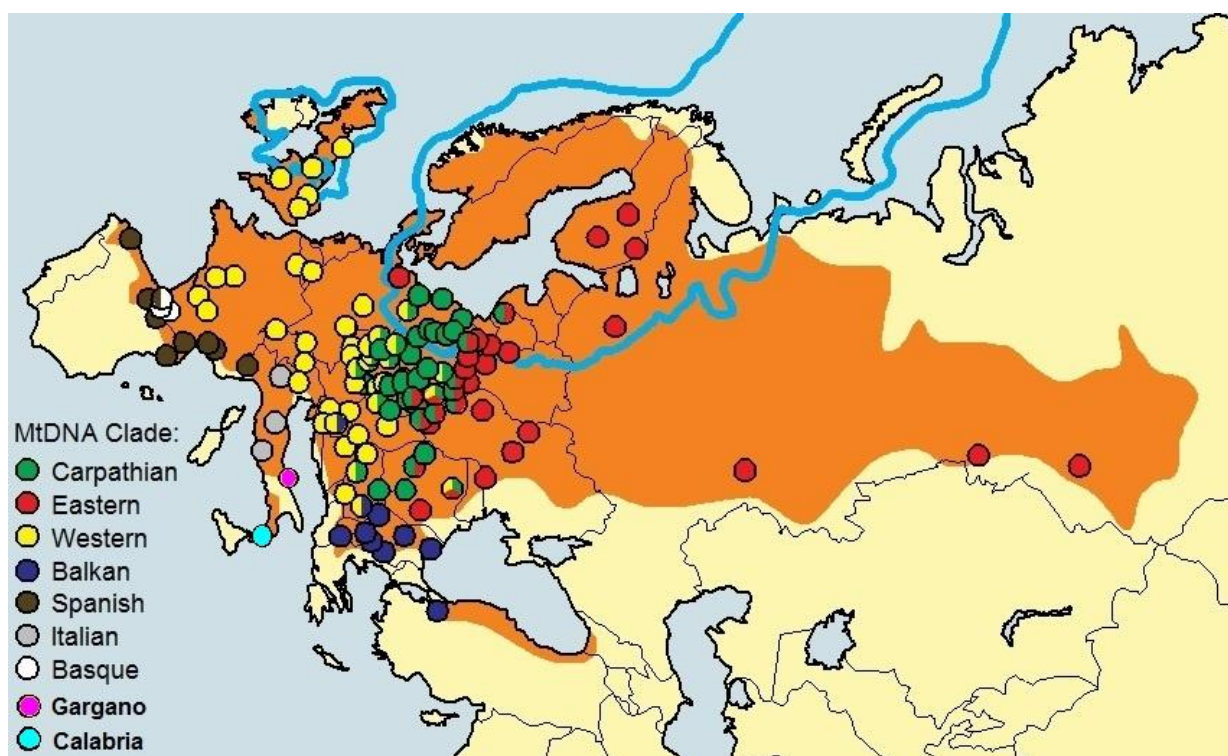 MtDNA Clade:
Carpathian
Eastern
Western
Balkan
Spanish
Italian
Basque
Gargano
Calabria